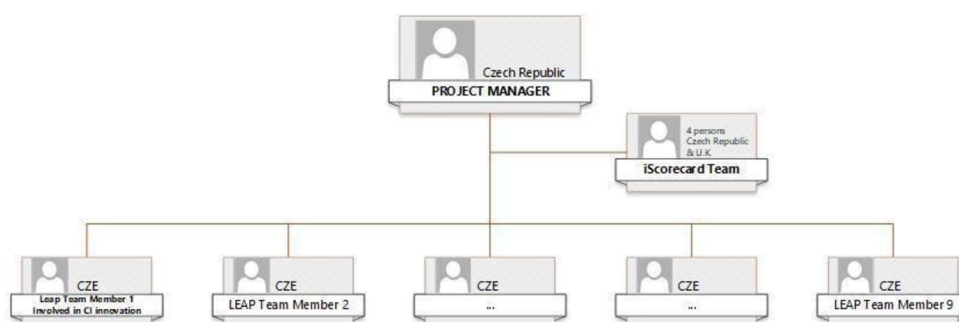 Czech Republic
PROJECT MANAGER
4 persons
Czech Republic
& U.K.
iScorecard Team
CZE
Leap Team Member 1
Involved in CI innovation
CZE
LEAP Team Member 2
CZE
...
CZE
...
CZE
LEAP Team Member 9